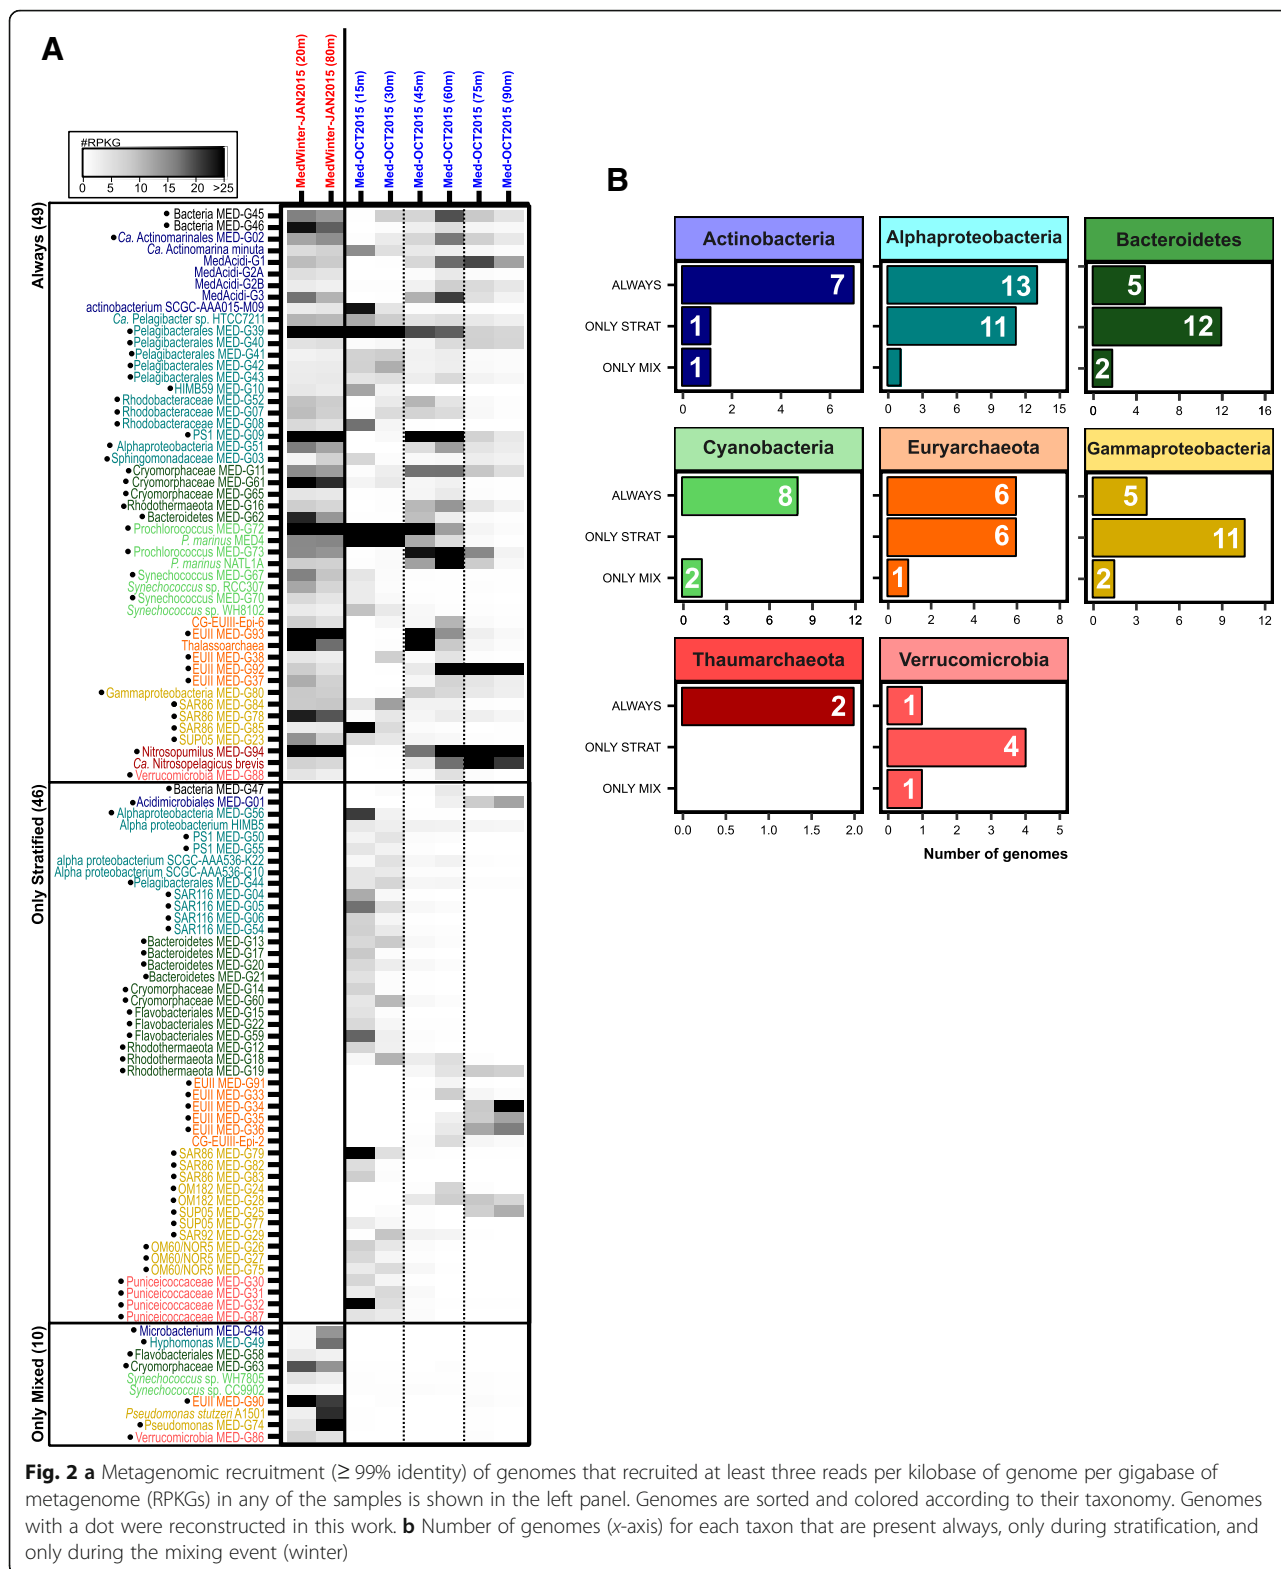 A
MedWinter-JAN2015 (20m)
MedWinter-JAN2015 (80m)
Med-OCT2015 (15m)
Med-OCT2015 (30m)
Med-OCT2015 (45m)
Med-OCT2015 (60m)
Med-OCT2015 (75m)
Med-OCT2015 (90m)
#RPKG
0 5 10 15 20 >25
Always (49)
Bacteria MED-G45
Bacteria MED-G46
Ca. Actinomarinales MED-G02
Ca. Actinomarina minuta
MedAcidi-G1
MedAcidi-G2A
MedAcidi-G2B
MedAcidi-G3
actinobacterium SCGC-AAA015-M09
Ca. Pelagibacter sp. HTCC7211
Pelagibacterales MED-G39
Pelagibacterales MED-G40
Pelagibacterales MED-G41
Pelagibacterales MED-G42
Pelagibacterales MED-G43
HIMB59 MED-G10
Rhodobacteraceae MED-G52
Rhodobacteraceae MED-G07
Rhodobacteraceae MED-G08
PS1 MED-G09
Alphaproteobacteria MED-G51
Sphingomonadaceae MED-G03
Cryomorphaceae MED-G11
Cryomorphaceae MED-G61
Cryomorphaceae MED-G65
Rhodothermaeota MED-G16
Bacteroidetes MED-G62
Prochlorococcus MED-G72
P. marinus MED4
Prochlorococcus MED-G73
P. marinus NATL1A
Synechococcus MED-G67
Synechococcus sp. RCC307
Synechococcus MED-G70
Synechococcus sp. WH8102
CG-EUIII-Epi-6
EUII MED-G93
Thalassoarchaea
EUII MED-G38
EUII MED-G92
EUII MED-G37
Gammaproteobacteria MED-G80
SAR86 MED-G84
SAR86 MED-G78
SAR86 MED-G85
SUP05 MED-G23
Nitrosopumilus MED-G94
Ca. Nitrosopelagicus brevis
Verrucomicrobia MED-G88
Only Stratified (46)
Bacteria MED-G47
Acidimicrobiales MED-G01
Alphaproteobacteria MED-G56
Alpha proteobacterium HIMB5
PS1 MED-G50
PS1 MED-G55
alpha proteobacterium SCGC-AAA536-K22
Alpha proteobacterium SCGC-AAA536-G10
Pelagibacterales MED-G44
SAR116 MED-G04
SAR116 MED-G05
SAR116 MED-G06
SAR116 MED-G54
Bacteroidetes MED-G13
Bacteroidetes MED-G17
Bacteroidetes MED-G20
Bacteroidetes MED-G21
Cryomorphaceae MED-G14
Cryomorphaceae MED-G60
Flavobacteriales MED-G15
Flavobacteriales MED-G22
Flavobacteriales MED-G59
Rhodothermaeota MED-G12
Rhodothermaeota MED-G18
Rhodothermaeota MED-G19
EUII MED-G91
EUII MED-G33
EUII MED-G34
EUII MED-G35
EUII MED-G36
CG-EUIII-Epi-2
SAR86 MED-G79
SAR86 MED-G82
SAR86 MED-G83
OM182 MED-G24
OM182 MED-G28
SUP05 MED-G25
SUP05 MED-G77
SAR92 MED-G29
OM60/NOR5 MED-G26
OM60/NOR5 MED-G27
OM60/NOR5 MED-G75
Puniceicoccaceae MED-G30
Puniceicoccaceae MED-G31
Puniceicoccaceae MED-G32
Puniceicoccaceae MED-G87
Only Mixed (10)
Microbacterium MED-G48
Hyphomonas MED-G49
Flavobacteriales MED-G58
Cryomorphaceae MED-G63
Synechococcus sp. WH7805
Synechococcus sp. CC9902
EUII MED-G90
Pseudomonas stutzeri A1501
Pseudomonas MED-G74
Verrucomicrobia MED-G86
B
Actinobacteria Alphaproteobacteria Bacteroidetes
ALWAYS 7 13 5
ONLY STRAT 1 11 12
ONLY MIX 1 2
0 2 4 6 0 3 6 9 12 15 0 4 8 12 16
Cyanobacteria Euryarchaeota Gammaproteobacteria
ALWAYS 8 6 5
ONLY STRAT 6 11
ONLY MIX 2 1 2
0 3 6 9 12 0 2 4 6 8 0 3 6 9 12
Thaumarchaeota Verrucomicrobia
ALWAYS 2 1
ONLY STRAT 4
ONLY MIX 1
0.0 0.5 1.0 1.5 2.0 0 1 2 3 4 5
Number of genomes
Fig. 2 a Metagenomic recruitment (≥ 99% identity) of genomes that recruited at least three reads per kilobase of genome per gigabase of
metagenome (RPKGs) in any of the samples is shown in the left panel. Genomes are sorted and colored according to their taxonomy. Genomes
with a dot were reconstructed in this work. b Number of genomes (x-axis) for each taxon that are present always, only during stratification, and
only during the mixing event (winter)